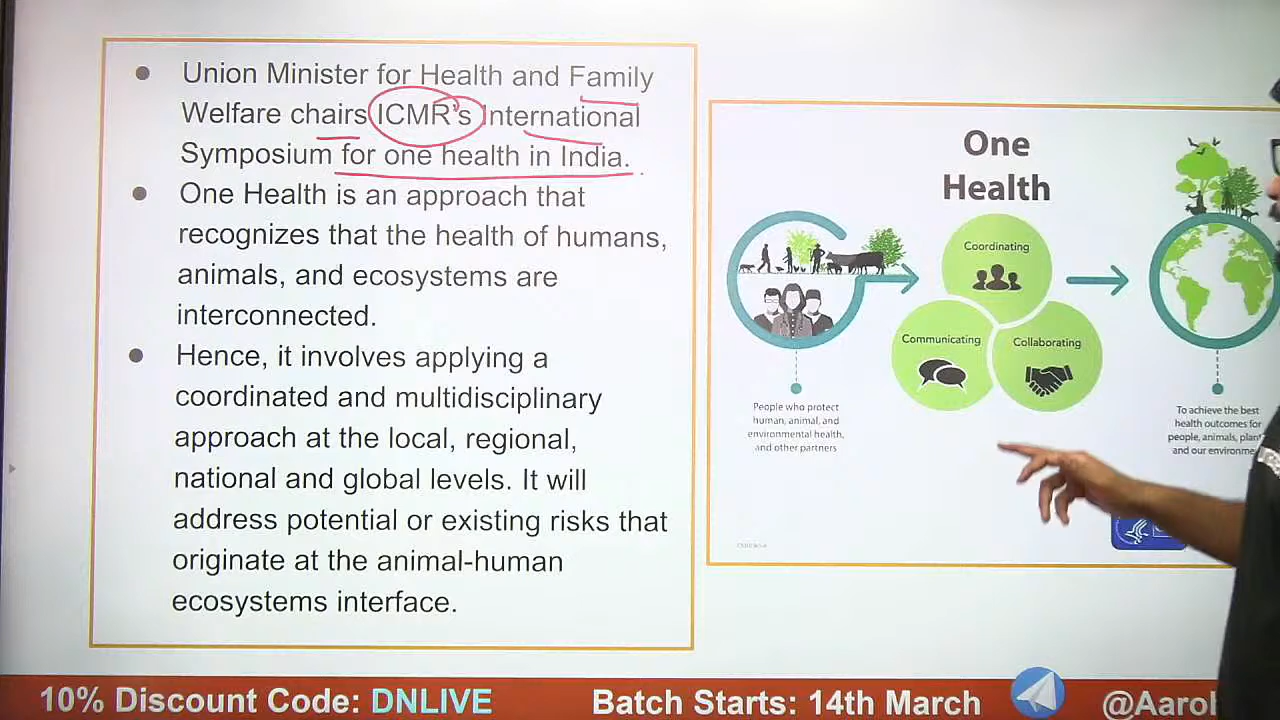 ● Union Minister for Health and Family
Welfare chairs ICMR's International
Symposium for one health in India.
● One Health is an approach that
recognizes that the health of humans,
animals, and ecosystems are
interconnected.
● Hence, it involves applying a
coordinated and multidisciplinary
approach at the local, regional,
national and global levels. It will
address potential or existing risks that
originate at the animal-human
ecosystems interface.
One
Health
Coordinating
Communicating
Collaborating
People who protect
human, animal, and
environmental health,
and other partners
To achieve the best
health outcomes for
people, animals, plan
and our environme
10% Discount Code: DNLIVE
Batch Starts: 14th March
@Aaro